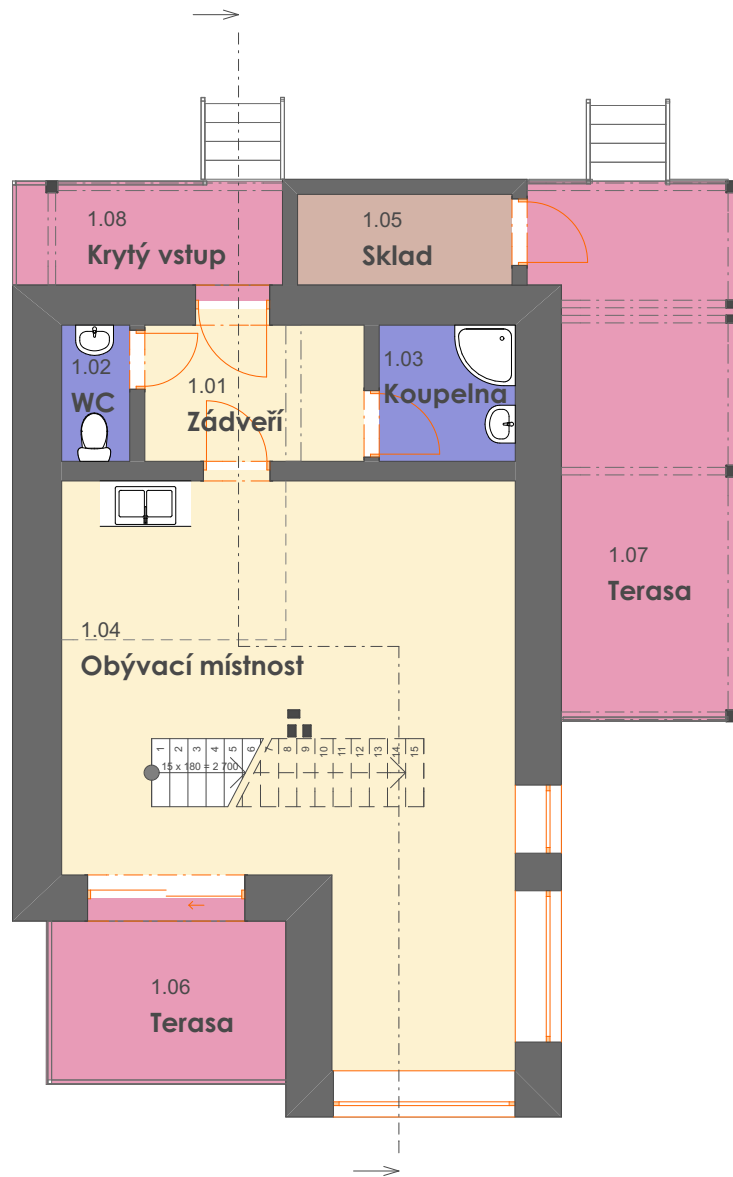 1.08
Krytý vstup
1.05
Sklad
1.02
WC
1.01
Zádveří
1.03
Koupelna
1.07
Terasa
1.04
Obývací místnost
1 2 3 4 5 6 7 8 9 10 11 12 13 14 15
15 x 180 = 2 700
1.06
Terasa